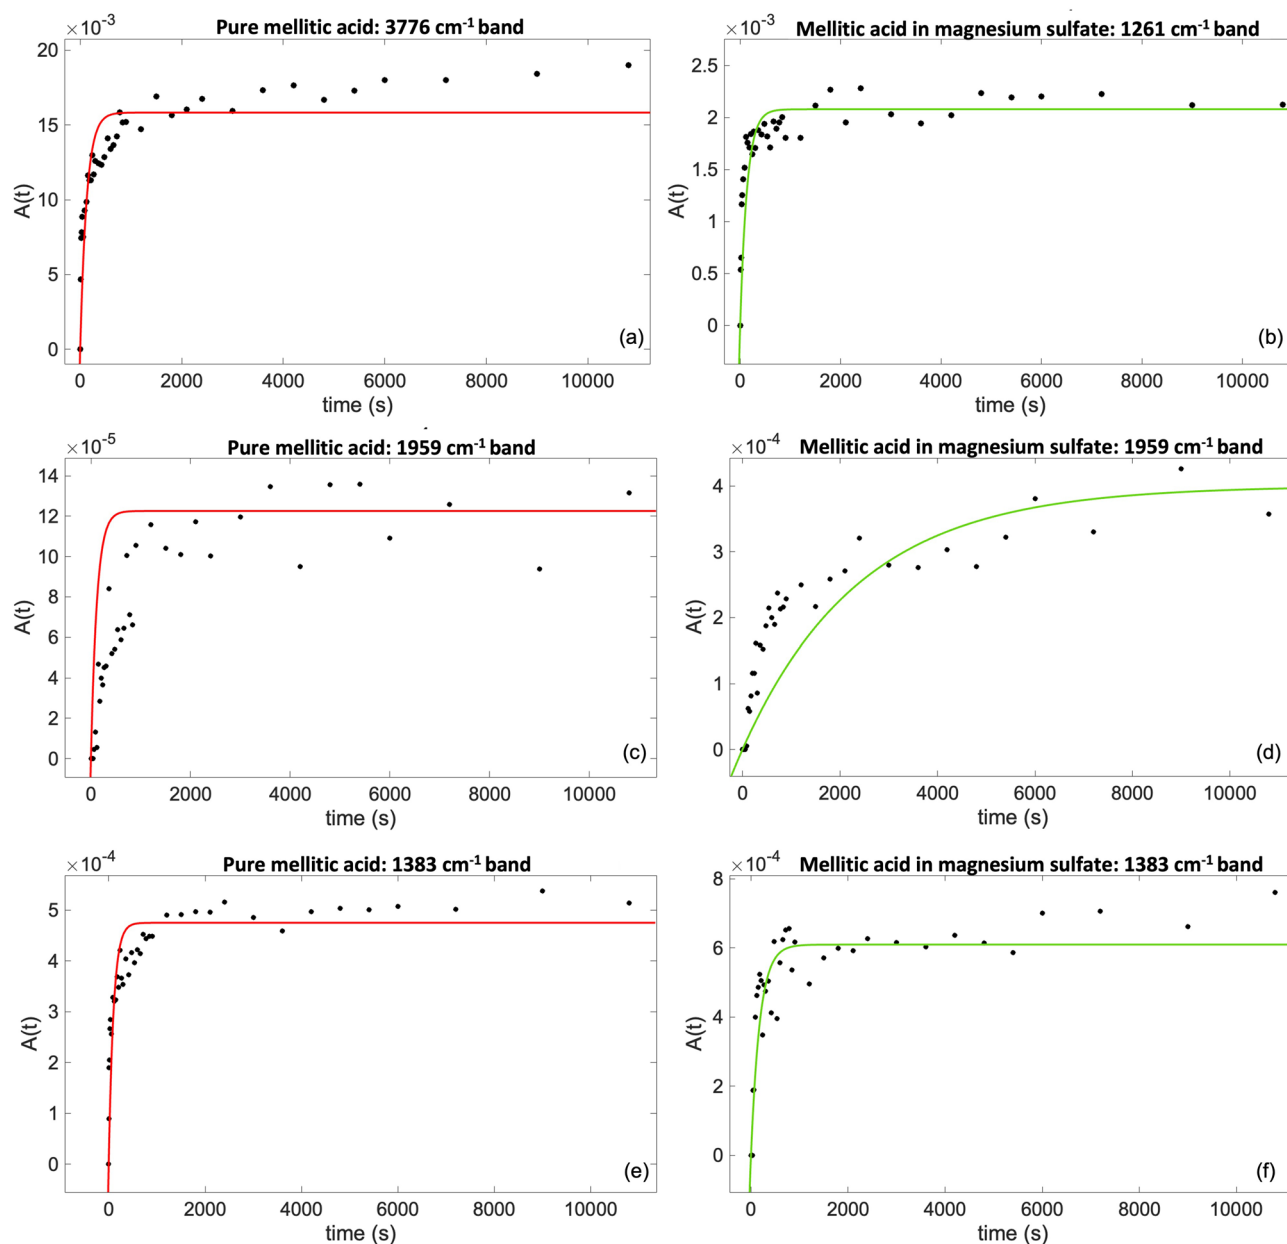 Pure mellitic acid: 3776 cm-1 band
×10-3
20
15
10
5
0
A(t)
(a)
0 2000 4000 6000 8000 10000
time (s)
Mellitic acid in magnesium sulfate: 1261 cm-1 band
×10-3
2.5
2
1.5
1
0.5
0
A(t)
(b)
0 2000 4000 6000 8000 10000
time (s)
Pure mellitic acid: 1959 cm-1 band
×10-5
14
12
10
8
6
4
2
0
A(t)
(c)
0 2000 4000 6000 8000 10000
time (s)
Mellitic acid in magnesium sulfate: 1959 cm-1 band
×10-4
4
3
2
1
0
A(t)
(d)
0 2000 4000 6000 8000 10000
time (s)
Pure mellitic acid: 1383 cm-1 band
×10-4
5
4
3
2
1
0
A(t)
(e)
0 2000 4000 6000 8000 10000
time (s)
Mellitic acid in magnesium sulfate: 1383 cm-1 band
×10-4
8
6
4
2
0
A(t)
(f)
0 2000 4000 6000 8000 10000
time (s)